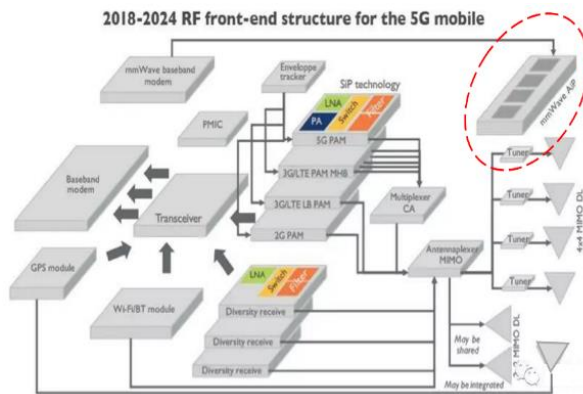 2018-2024 RF front-end structure for the 5G mobile
mmWave baseband modem
Enveloppe tracker
SiP technology
LNA
PA
Switch
Filter
mmWave AiP
PMIC
5G PAM
3G/LTE PAM MHB
3G/LTE LB PAM
2G PAM
Baseband modem
Transceiver
Multiplexer CA
Antennaplexer MIMO
Tuner
Tuner
Tuner
Tuner
4x4 MIMO DL
GPS module
Wi-Fi/BT module
LNA
Switch
Filter
Diversity receive
Diversity receive
Diversity receive
May be shared
May be integrated
MIMO DL